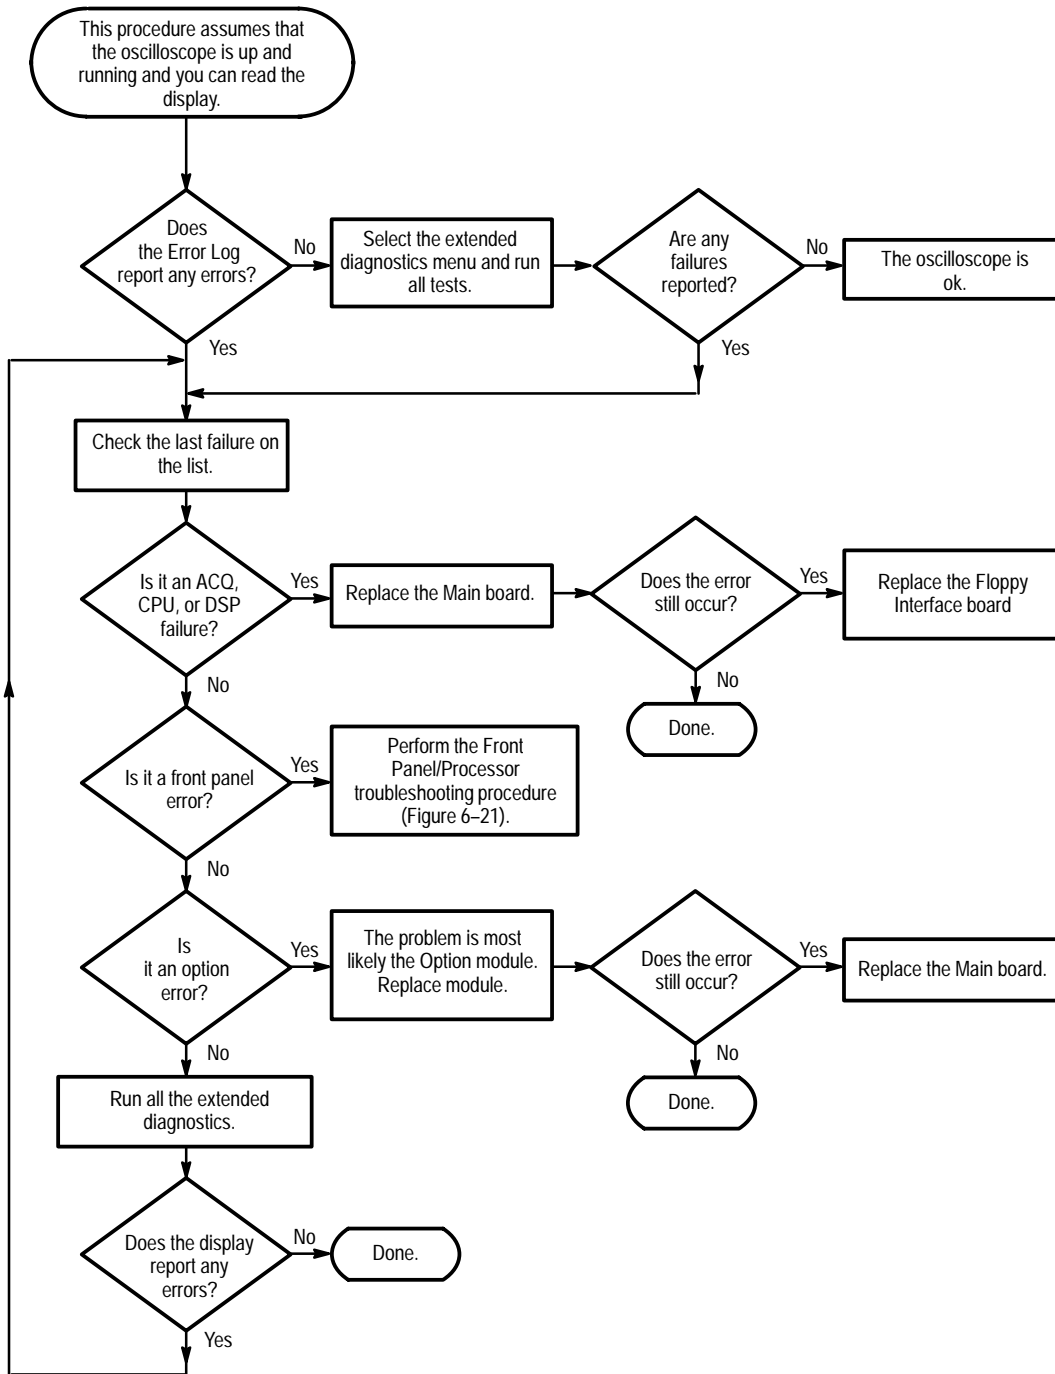 This procedure assumes that
the oscilloscope is up and
running and you can read the
display.
Does
the Error Log
report any errors?
No
Select the extended
diagnostics menu and run
all tests.
Are any
failures
reported?
No
The oscilloscope is
ok.
Yes
Yes
Check the last failure on
the list.
Is it an ACQ,
CPU, or DSP
failure?
Yes
Replace the Main board.
Does the error
still occur?
Yes
Replace the Floppy
Interface board
No
No
Done.
Is it a front panel
error?
Yes
Perform the Front
Panel/Processor
troubleshooting procedure
(Figure 6–21).
No
Is
it an option
error?
Yes
The problem is most
likely the Option module.
Replace module.
Does the error
still occur?
Yes
Replace the Main board.
No
No
Done.
Run all the extended
diagnostics.
Does the display
report any
errors?
No
Done.
Yes